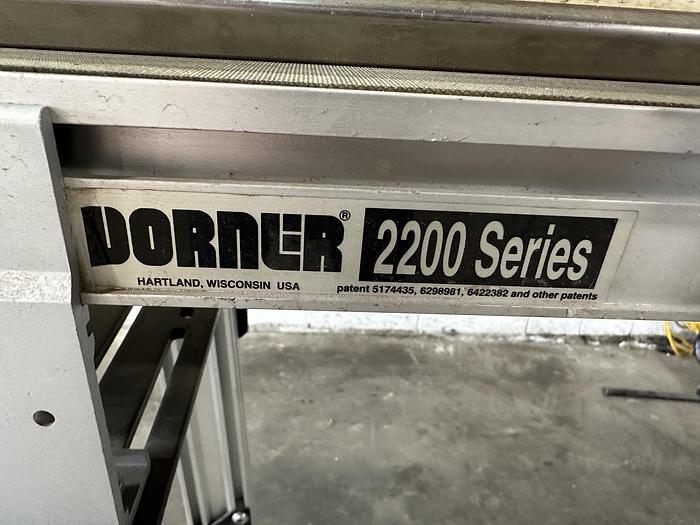 DORNER®
2200 Series
HARTLAND, WISCONSIN USA
patent 5174435, 6298981, 6422382 and other patents